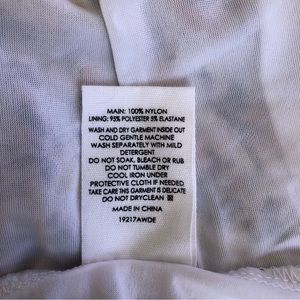 MAIN: 100% NYLON
LINING: 95% POLYESTER 5% ELASTANE
WASH AND DRY GARMENT INSIDE OUT
COLD GENTLE MACHINE
WASH SEPARATELY WITH MILD
DETERGENT
DO NOT SOAK, BLEACH OR RUB
DO NOT TUMBLE DRY
COOL IRON UNDER
PROTECTIVE CLOTH IF NEEDED
TAKE CARE THIS GARMENT IS DELICATE
DO NOT DRYCLEAN
MADE IN CHINA
19217AWDE